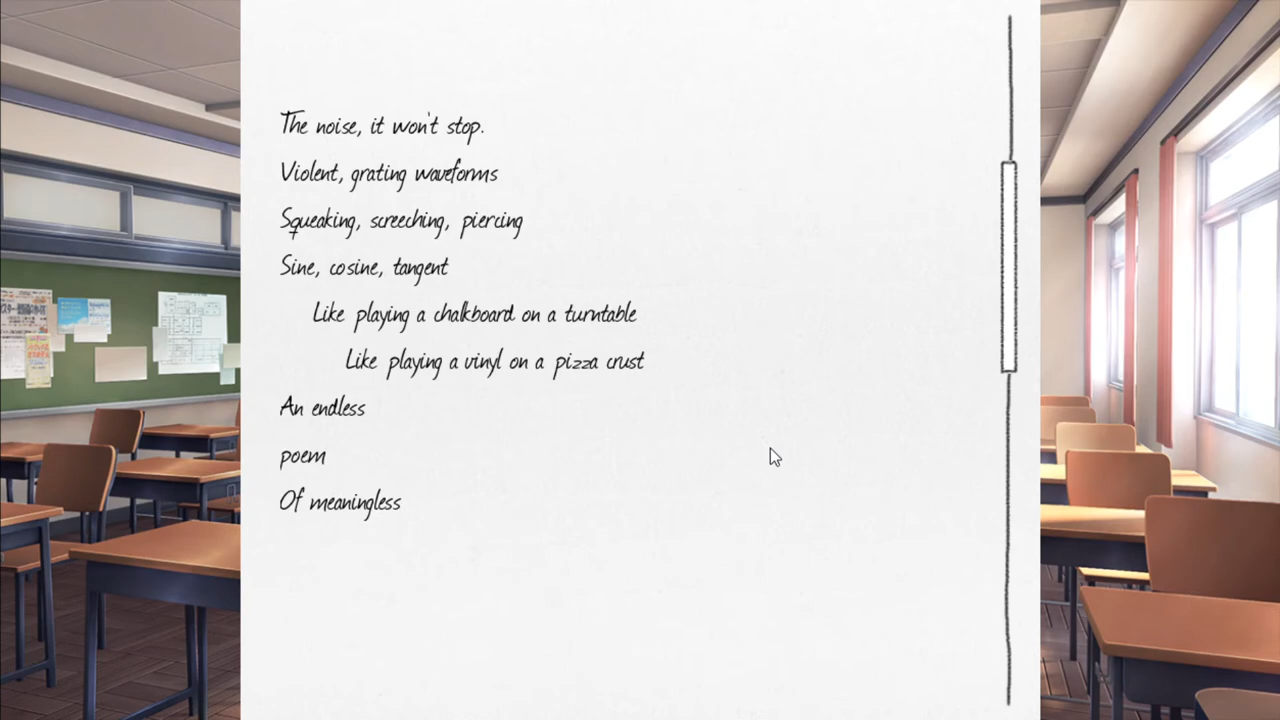 The noise, it won't stop.
Violent, grating waveforms
Squeaking, screeching, piercing
Sine, cosine, tangent
Like playing a chalkboard on a turntable
Like playing a vinyl on a pizza crust
An endless
poem
Of meaningless